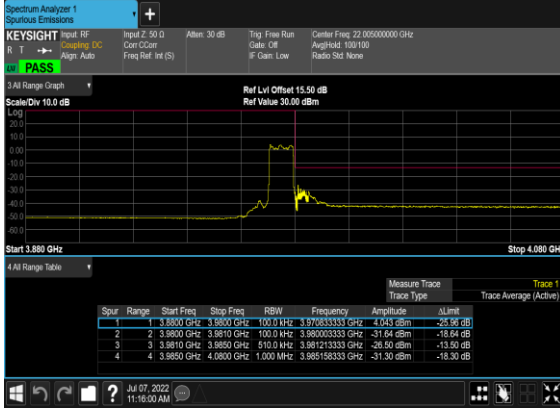 Spectrum Analyzer 1
Spurious Emissions
+
KEYSIGHT Input: RF Input Z: 50 Ω Atten: 30 dB Trig: Free Run Center Freq: 22.005000000 GHz
R T Coupling: DC Corr CCorr Gate: Off Avg|Hold: 100/100
Align: Auto Freq Ref: Int (S) IF Gain: Low Radio Std: None
LXI PASS
3.All Range Graph Ref Lvl Offset 15.50 dB
Scale/Div 10.0 dB Ref Value 30.00 dBm
Log
20.0
10.0
0.00
-10.0
-20.0
-30.0
-40.0
-50.0
-60.0
Start 3.880 GHz Stop 4.080 GH
4.All Range Table
Measure Trace Trace 1
Trace Type Trace Average (Active)
Spur Range Start Freq Stop Freq RBW Frequency Amplitude ΔLimit
1 1 3.8800 GHz 3.9800 GHz 100.0 kHz 3.970833333 GHz 4.043 dBm -25.96 dB
2 2 3.9800 GHz 3.9810 GHz 100.0 kHz 3.980003333 GHz -31.64 dBm -18.64 dB
3 3 3.9810 GHz 3.9850 GHz 510.0 kHz 3.981213333 GHz -26.50 dBm -13.50 dB
4 4 3.9850 GHz 4.0800 GHz 1.000 MHz 3.985158333 GHz -31.30 dBm -18.30 dB
? Jul 07, 2022
11:16:00 AM